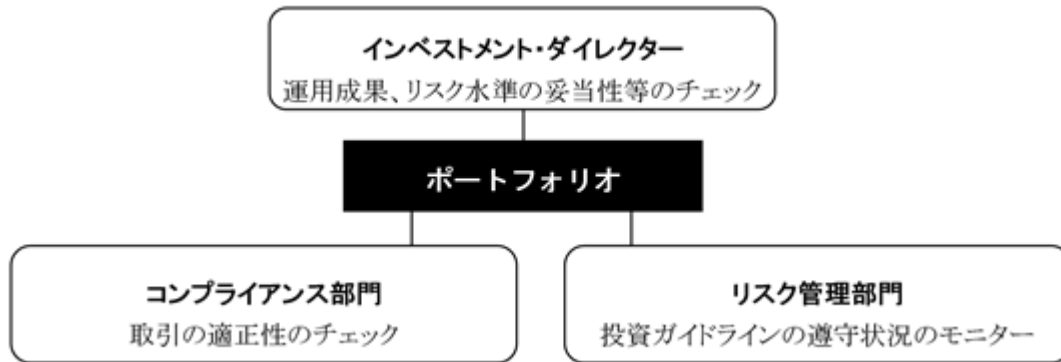 インベストメント・ダイレクター
運用成果、リスク水準の妥当性等のチェック
ポートフォリオ
コンプライアンス部門
取引の適正性のチェック
リスク管理部門
投資ガイドラインの遵守状況のモニター